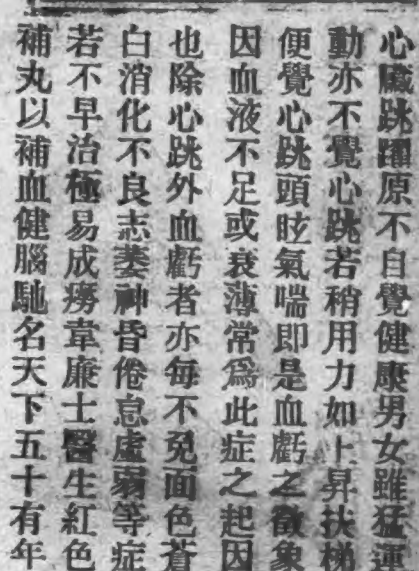 心臟跳躍原不自覺健康男女雖猛運
動亦不覺心跳若稍用力如上昇扶梯
便覺心跳頭眩氣喘即是血虧之徵象
因血液不足或衰薄常爲此症之起因
也除心跳外血虧者亦每不免面色蒼
白消化不良志萎神昏倦怠虛弱等症
若不早治極易成癆韋廉士醫生紅色
補丸以補血健腦馳名天下五十有年